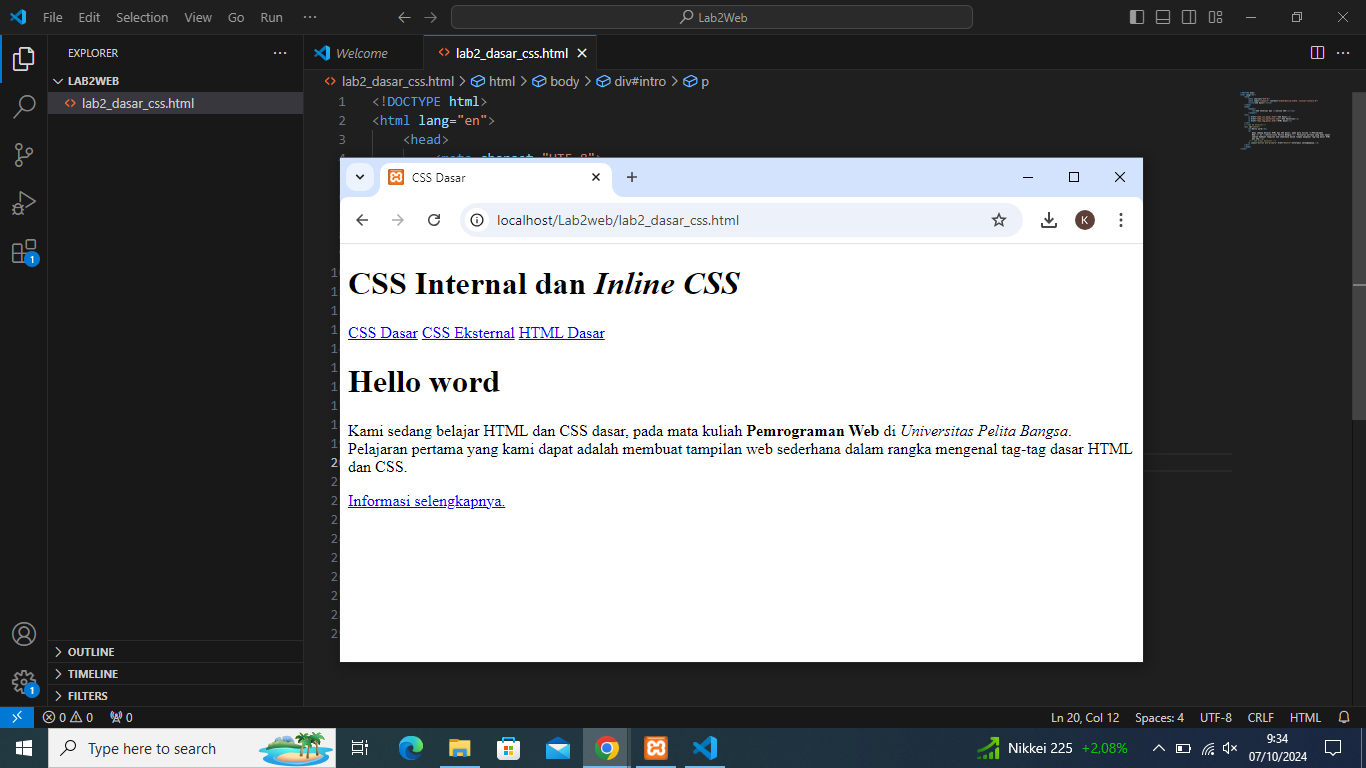 File Edit Selection View Go Run ··· Lab2Web
EXPLORER ···
Welcome lab2_dasar_css.html
LAB2WEB
lab2_dasar_css.html > html > body > div#intro > p
lab2_dasar_css.html
1 <!DOCTYPE html>
2 <html lang="en">
3 <head>
CSS Dasar
localhost/Lab2web/lab2_dasar_css.html K
CSS Internal dan Inline CSS
CSS Dasar CSS Eksternal HTML Dasar
Hello word
Kami sedang belajar HTML dan CSS dasar, pada mata kuliah Pemrograman Web di Universitas Pelita Bangsa.
Pelajaran pertama yang kami dapat adalah membuat tampilan web sederhana dalam rangka mengenal tag-tag dasar HTML
dan CSS.
Informasi selengkapnya.
1
OUTLINE
TIMELINE
1
FILTERS
0 0 0 Ln 20, Col 12 Spaces: 4 UTF-8 CRLF HTML
Type here to search Nikkei 225 +2,08% 9:34
07/10/2024